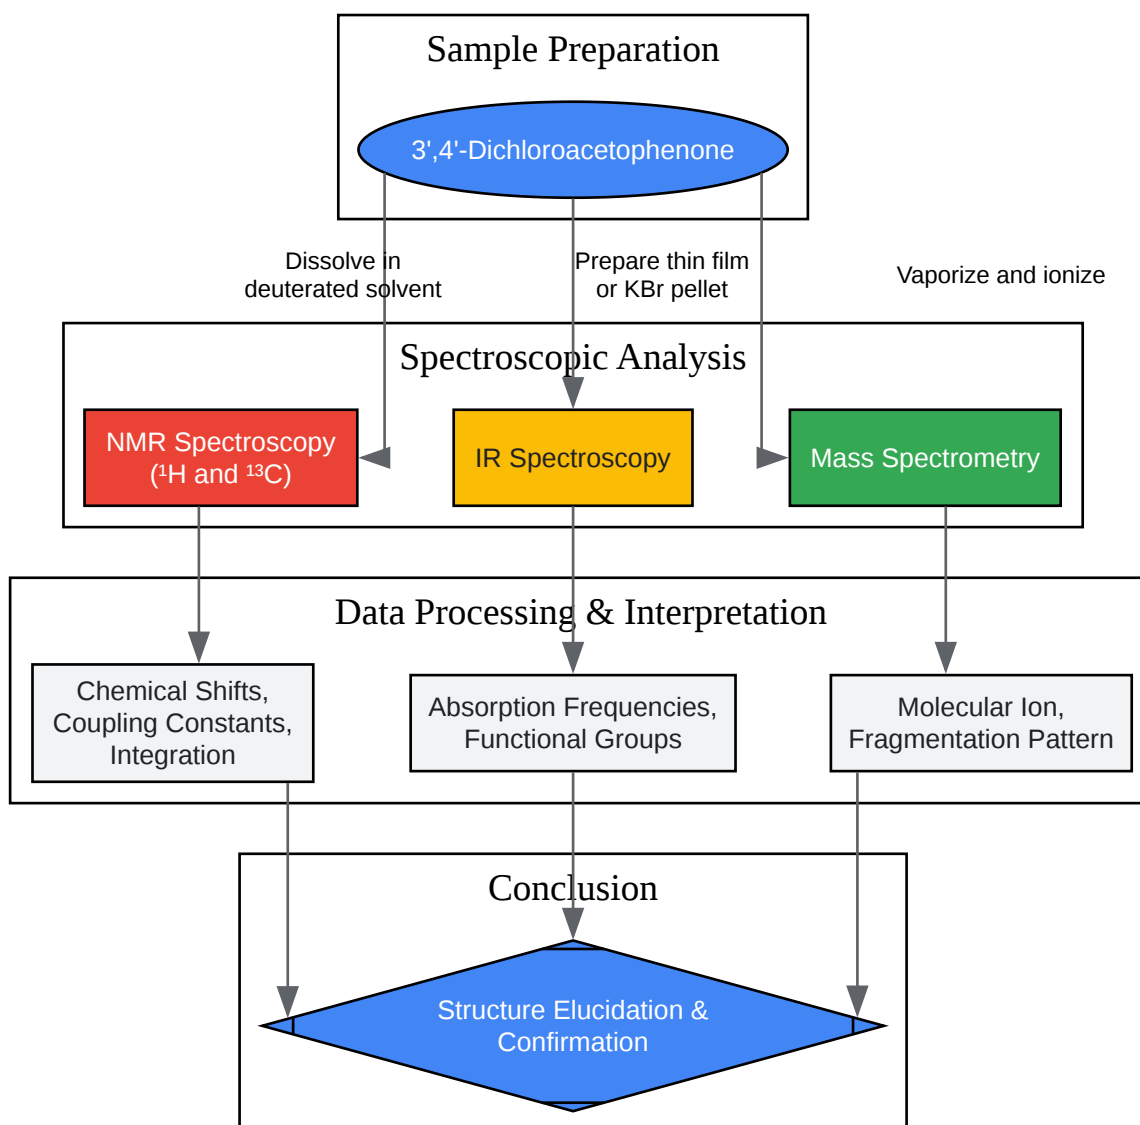 Sample Preparation
3',4'-Dichloroacetophenone
Dissolve in
deuterated solvent
Prepare thin film
or KBr pellet
Vaporize and ionize
Spectroscopic Analysis
NMR Spectroscopy
(¹H and ¹³C)
IR Spectroscopy
Mass Spectrometry
Data Processing & Interpretation
Chemical Shifts,
Coupling Constants,
Integration
Absorption Frequencies,
Functional Groups
Molecular Ion,
Fragmentation Pattern
Conclusion
Structure Elucidation &
Confirmation